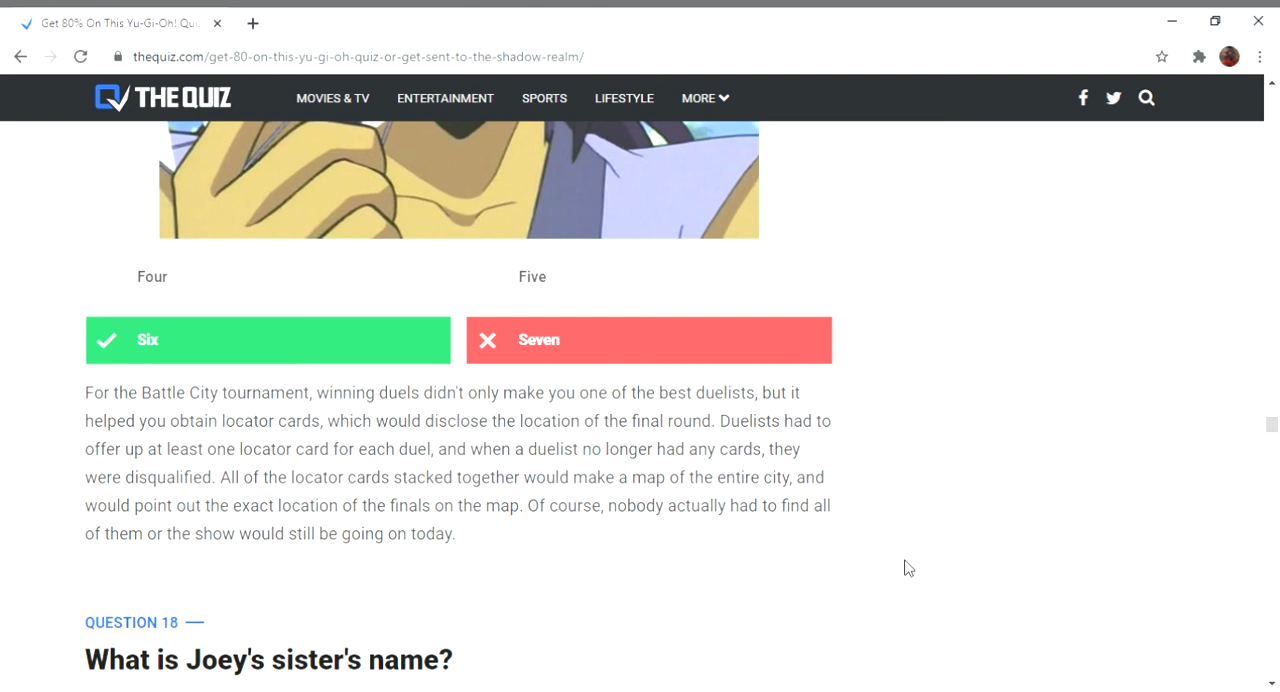 Get 80% On This Yu-Gi-Oh! Qu
thequiz.com/get-80-on-this-yu-gi-oh-quiz-or-get-sent-to-the-shadow-realm/
THE QUIZ MOVIES & TV ENTERTAINMENT SPORTS LIFESTYLE MORE
Four Five
Six Seven
For the Battle City tournament, winning duels didn't only make you one of the best duelists, but it
helped you obtain locator cards, which would disclose the location of the final round. Duelists had to
offer up at least one locator card for each duel, and when a duelist no longer had any cards, they
were disqualified. All of the locator cards stacked together would make a map of the entire city, and
would point out the exact location of the finals on the map. Of course, nobody actually had to find all
of them or the show would still be going on today.
QUESTION 18 —
What is Joey's sister's name?